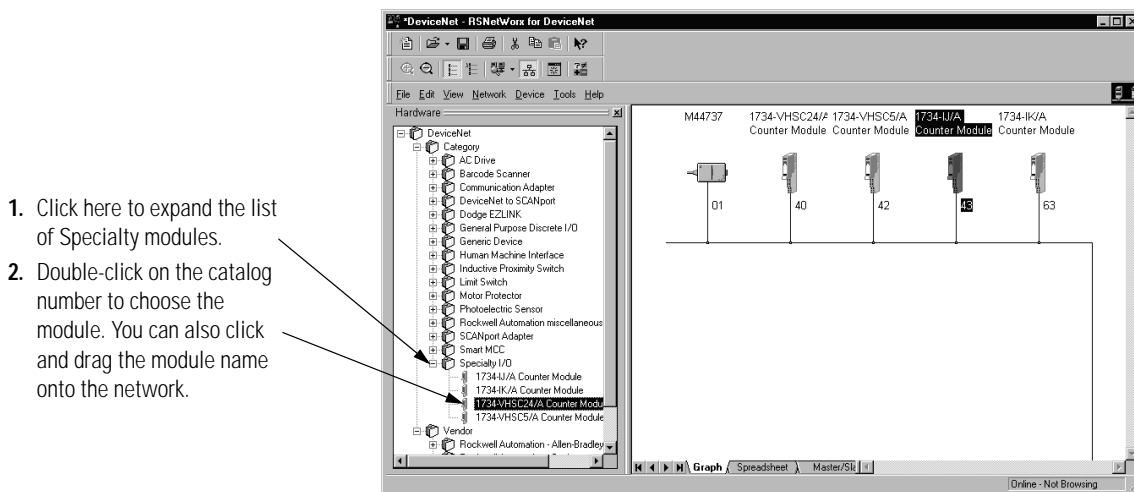 1. Click here to expand the list
of Specialty modules.
2. Double-click on the catalog
number to choose the
module. You can also click
and drag the module name
onto the network.
*DeviceNet - RSNetWorx for DeviceNet
File Edit View Network Device Tools Help
Hardware
DeviceNet
Category
AC Drive
Barcode Scanner
Communication Adapter
DeviceNet to SCANport
Dodge EZLINK
General Purpose Discrete I/O
Generic Device
Human Machine Interface
Inductive Proximity Switch
Limit Switch
Motor Protector
Photoelectric Sensor
Rockwell Automation miscellaneous
SCANport Adapter
Smart MCC
Specialty I/O
1734-IJ/A Counter Module
1734-IK/A Counter Module
1734-VHSC24/A Counter Modu
1734-VHSC5/A Counter Module
Vendor
Rockwell Automation - Allen-Bradley
M44737
1734-VHSC24/A
Counter Module
1734-VHSC5/A
Counter Module
1734-IJ/A
Counter Module
1734-IK/A
Counter Module
01
40
42
43
63
Graph Spreadsheet Master/Sla
Online - Not Browsing